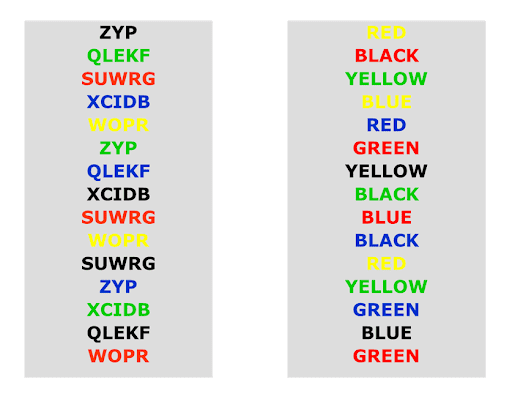 ZYP
QLEKF
SUWRG
XCIDB
WOPR
ZYP
QLEKF
XCIDB
SUWRG
WOPR
SUWRG
ZYP
XCIDB
QLEKF
WOPR
RED
BLACK
YELLOW
BLUE
RED
GREEN
YELLOW
BLACK
BLUE
BLACK
RED
YELLOW
GREEN
BLUE
GREEN